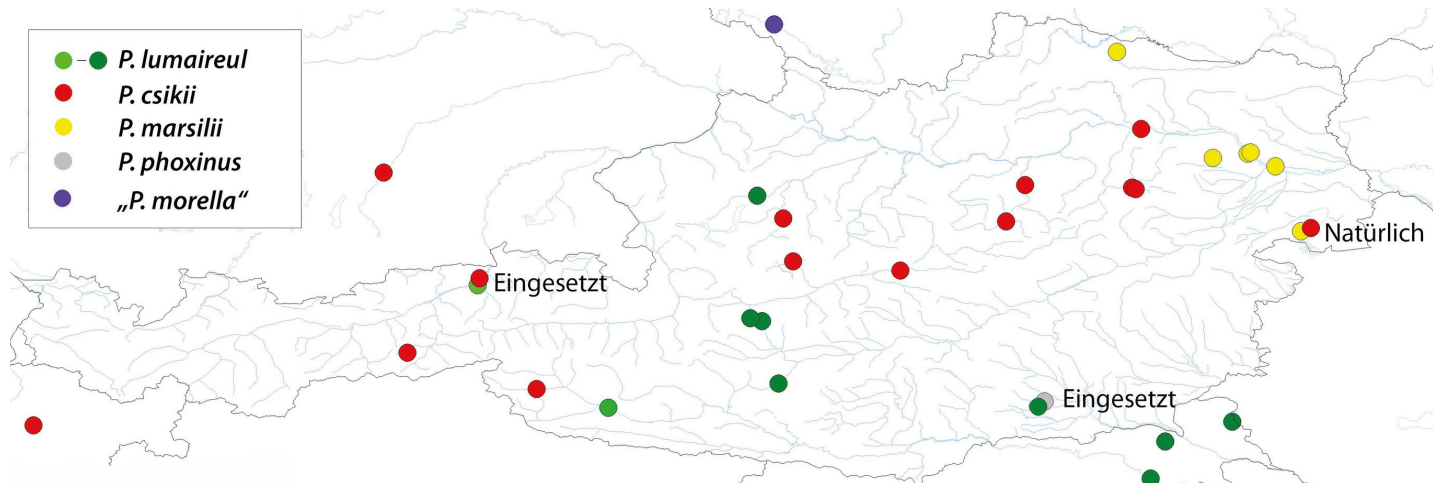 – P. lumaireul
P. csikii
P. marsilii
P. phoxinus
„P. morella“
Natürlich
Eingesetzt
Eingesetzt